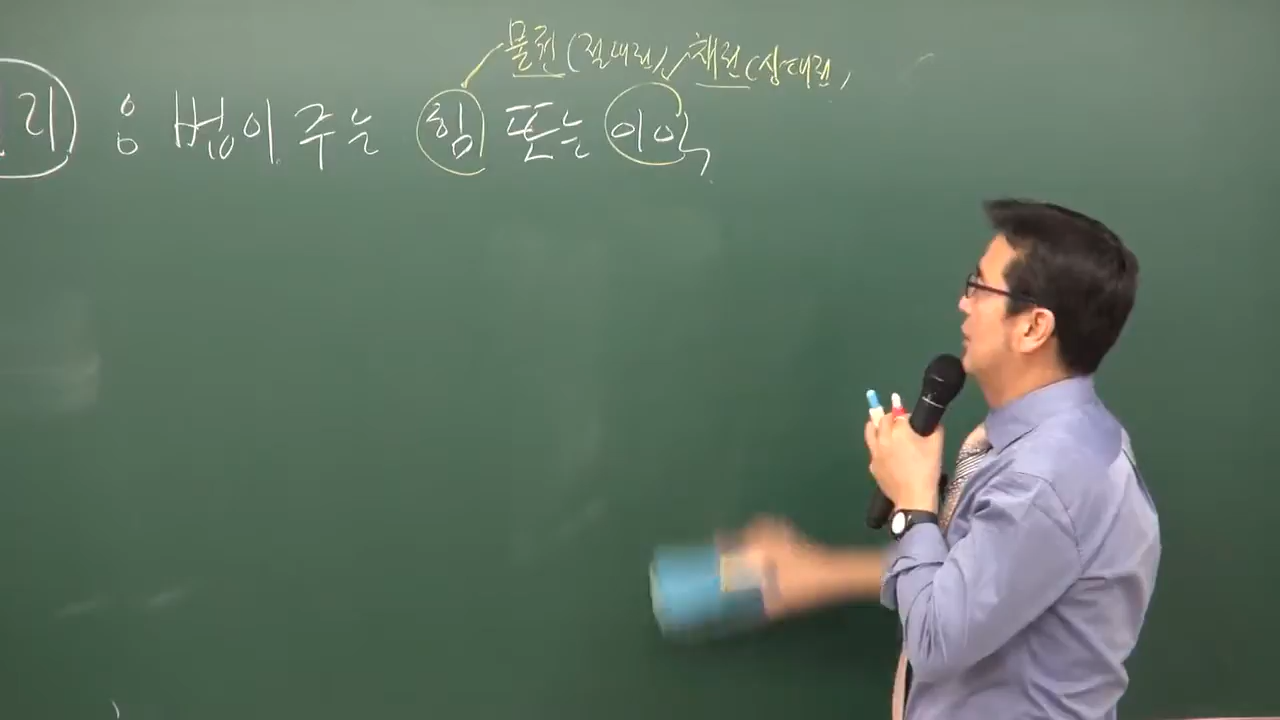 물권(절대권), 채권(상대권)
리 : 법이 주는 힘 또는 이익,